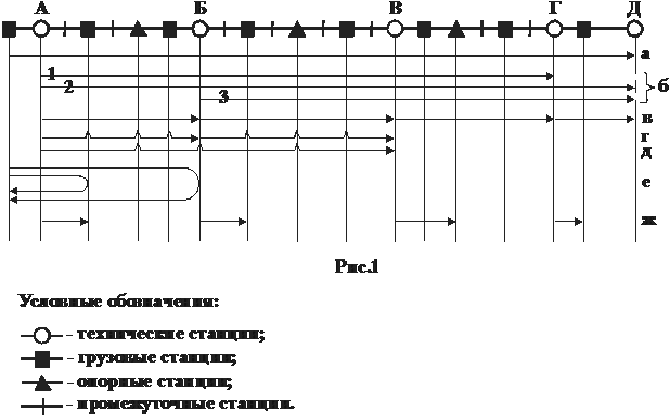 А Б В Г Д
а
1
2
б
3
в
г
д
е
ж
Рис.1
Условные обозначения:
- технические станции;
- грузовые станции;
- опорные станции;
- промежуточные станции.